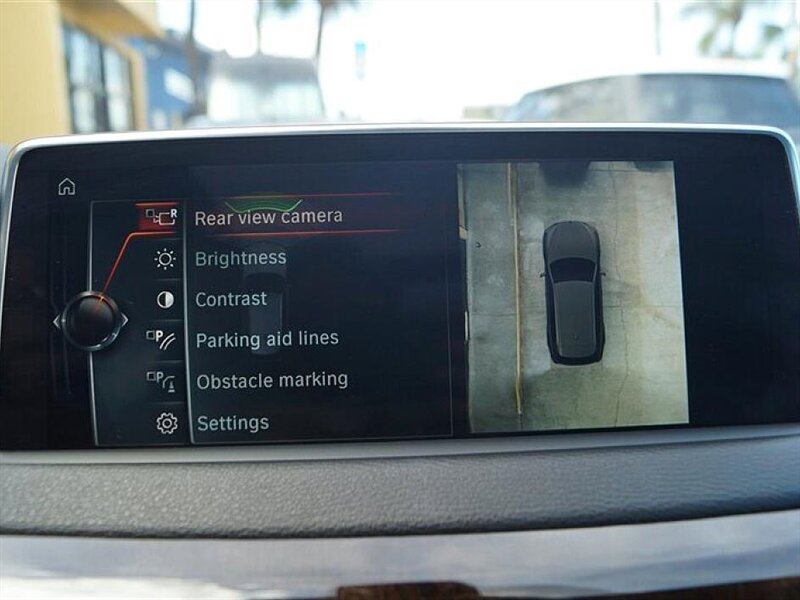 R
Rear view camera
Brightness
Contrast
P
Parking aid lines
P
Obstacle marking
Settings